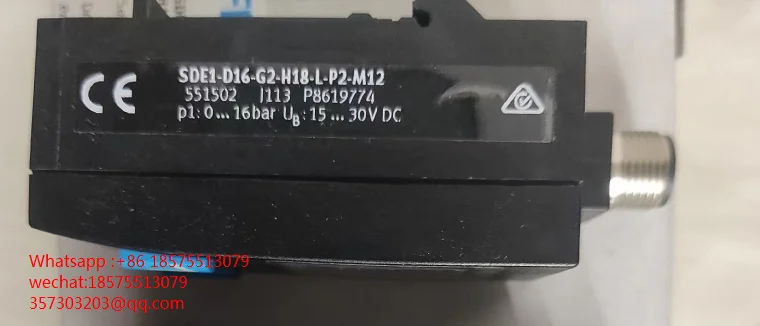 CE
SDE1-D16-G2-H18-L-P2-M12
551502 J113 P8619774
p1: 0 ... 16bar UB: 15 ... 30V DC
Whatsapp :+86 18575513079
wechat:18575513079
357303203@qq.com